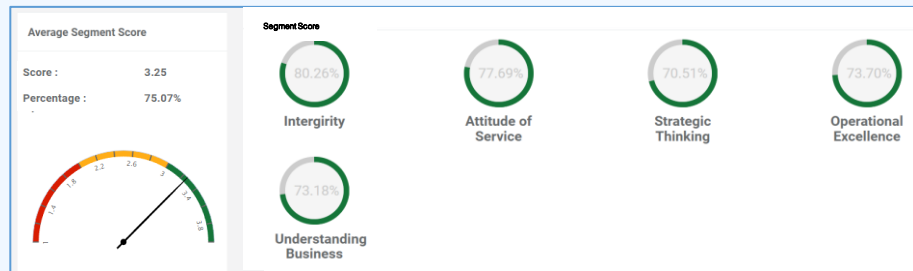 Average Segment Score
Score : 3.25
Percentage : 75.07%
1
1.4
1.8
2.2
2.6
3
3.4
3.8
Segment Score
80.26%
Intergirity
77.69%
Attitude of
Service
70.51%
Strategic
Thinking
73.70%
Operational
Excellence
73.18%
Understanding
Business